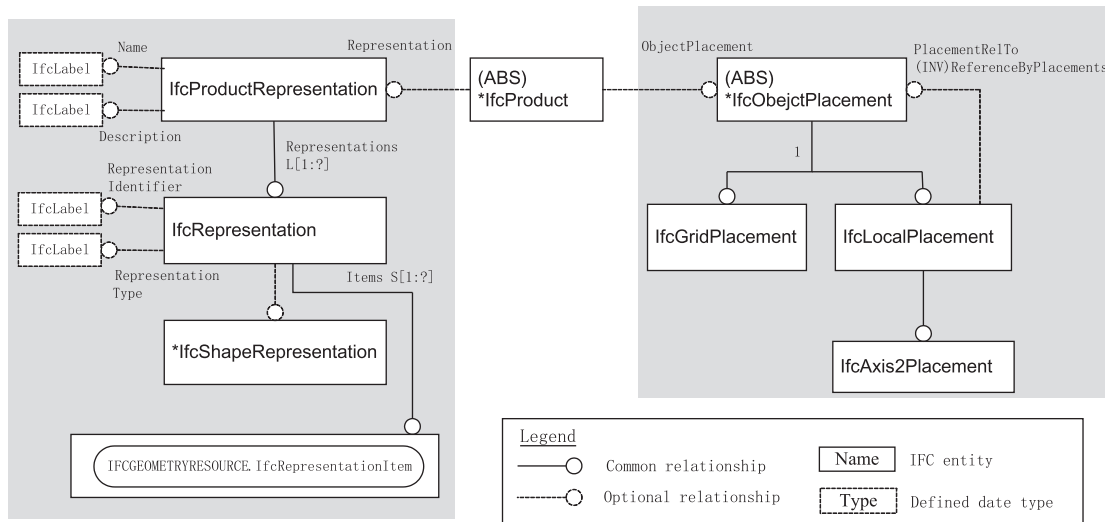 Name
Representation
ObjectPlacement
PlacementRelTo
(INV)ReferenceByPlacements
IfcLabel
IfcProductRepresentation
(ABS)
*IfcProduct
(ABS)
*IfcObejctPlacement
IfcLabel
Description
Representations
L[1:?]
1
Representation
Identifier
IfcLabel
IfcRepresentation
IfcGridPlacement
IfcLocalPlacement
IfcLabel
Representation
Type
Items S[1:?]
*IfcShapeRepresentation
IfcAxis2Placement
IFCGEOMETRYRESOURCE.IfcRepresentationItem
Legend
Common relationship
Name
IFC entity
Optional relationship
Type
Defined date type